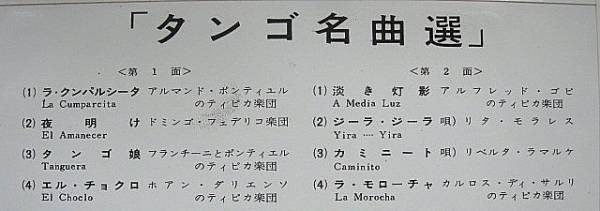 「タンゴ名曲選」
<第1面>
(1) ラ・クンパルシータ アルマンド・ポンティエル
La Cumparcita のティピカ楽団
(2) 夜明け ドミンゴ・フェデリコ楽団
El Amanecer
(3) タンゴ娘 フランチーニとポンティエル
Tanguera のティピカ楽団
(4) エル・チョクロ ホアン・ダリエンソ
El Choclo のティピカ楽団
<第2面>
(1) 淡き灯影 アルフレッド・ゴビ
A Media Luz のティピカ楽団
(2) ジーラ・ジーラ 唄) リタ・モラレス
Yira ···· Yira
(3) カミニート 唄) リベルタ・ラマルケ
Caminito
(4) ラ・モローチャ カルロス・ディ・サルリ
La Morocha のティピカ楽団